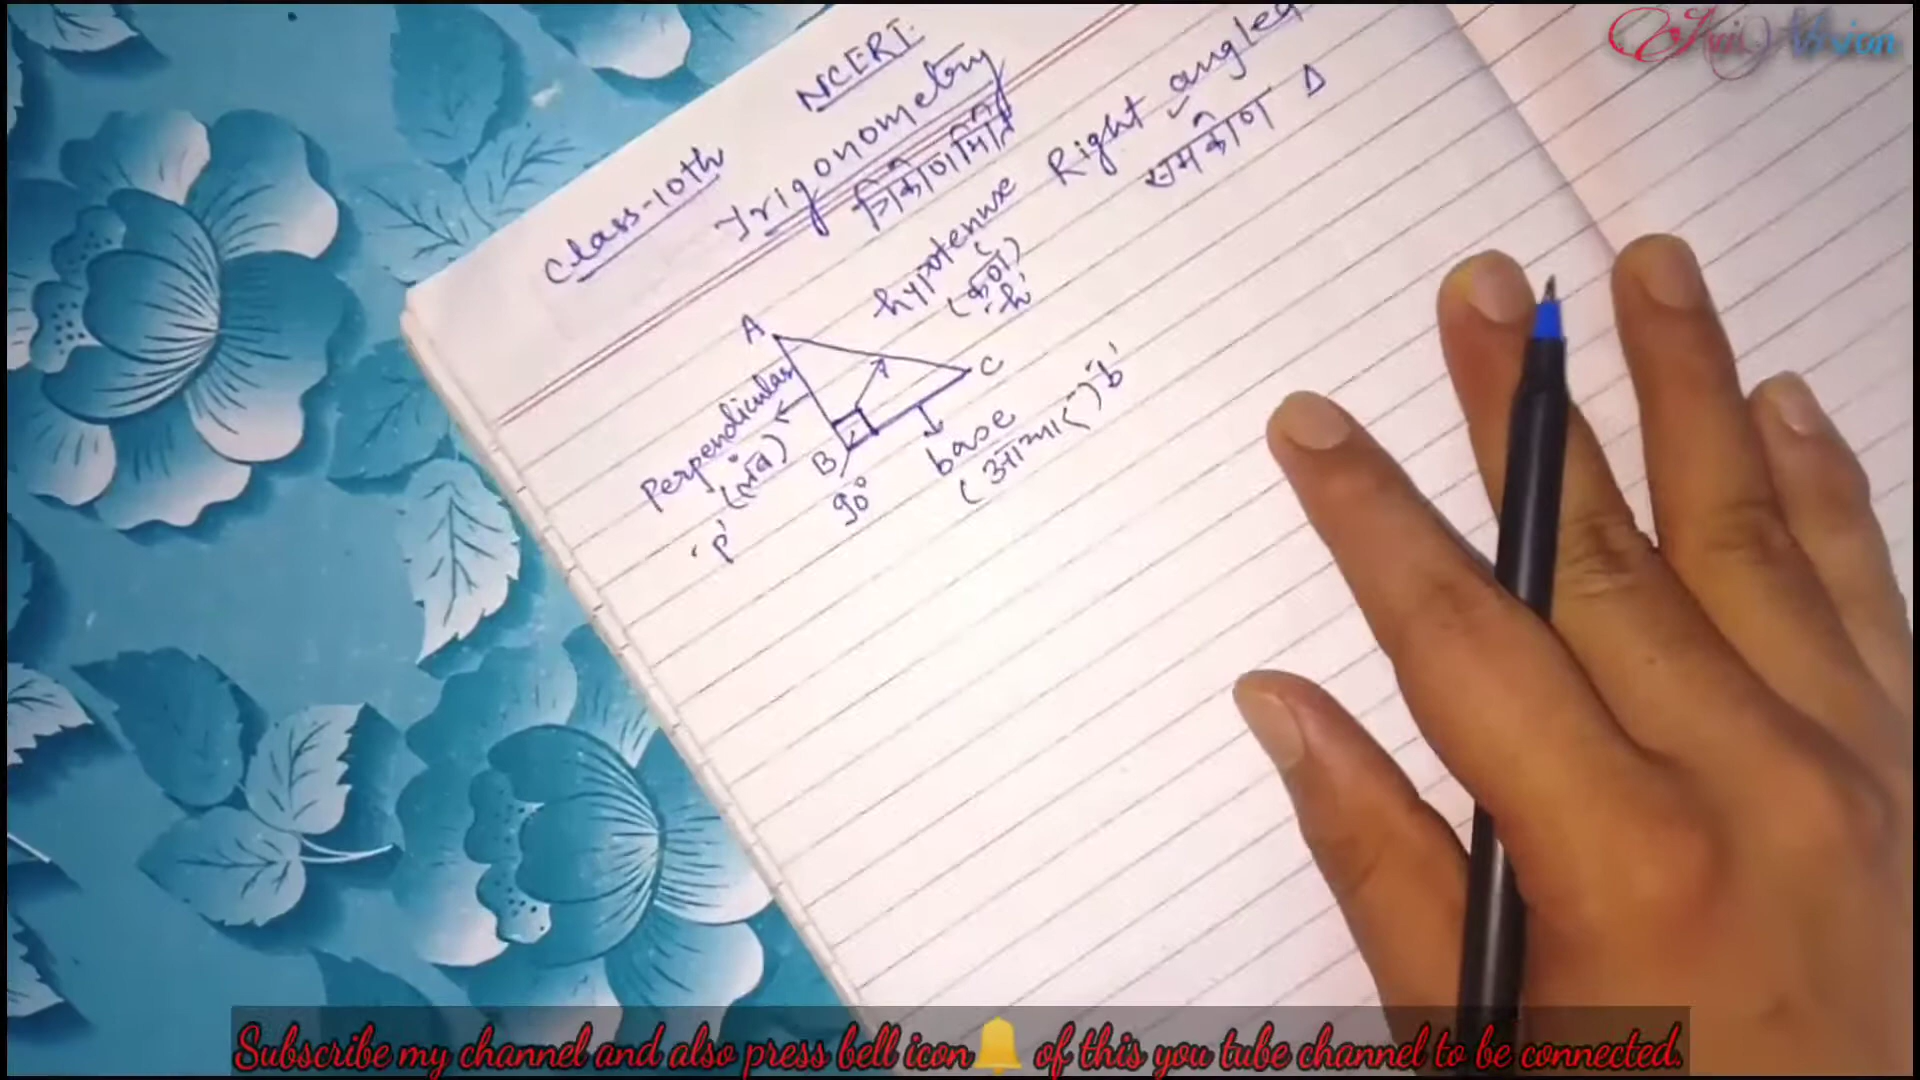 NCERT.
Class-10th
Trigonometry
त्रिकोणमिति
Right angled
समकोण Δ
hypotenuse
(कर्ण)
'h'
A
C
Perpendicular
(लंब)
'p'
B
90°
base
(आधार) 'b'
Subscribe my channel and also press bell icon🔔 of this you tube channel to be connected.